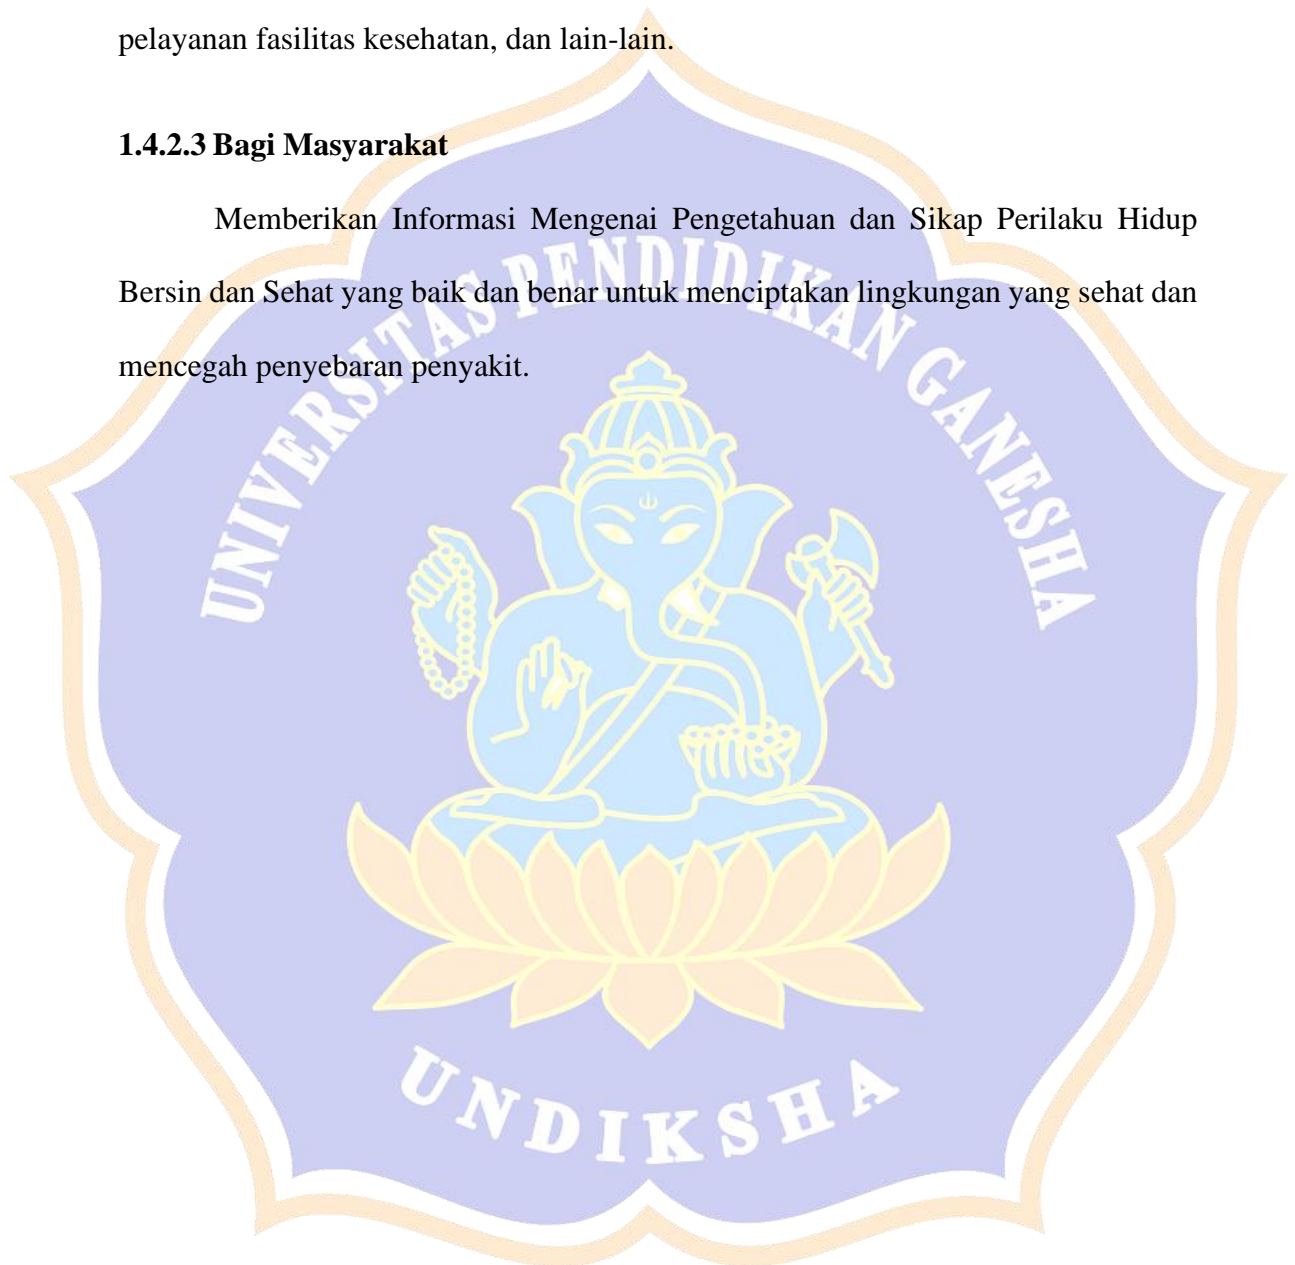 pelayanan fasilitas kesehatan, dan lain-lain.
1.4.2.3 Bagi Masyarakat
Memberikan Informasi Mengenai Pengetahuan dan Sikap Perilaku Hidup
Bersin dan Sehat yang baik dan benar untuk menciptakan lingkungan yang sehat dan
mencegah penyebaran penyakit.
UNIVERSITAS PENDIDIKAN GANESHA
UNDIKSHA